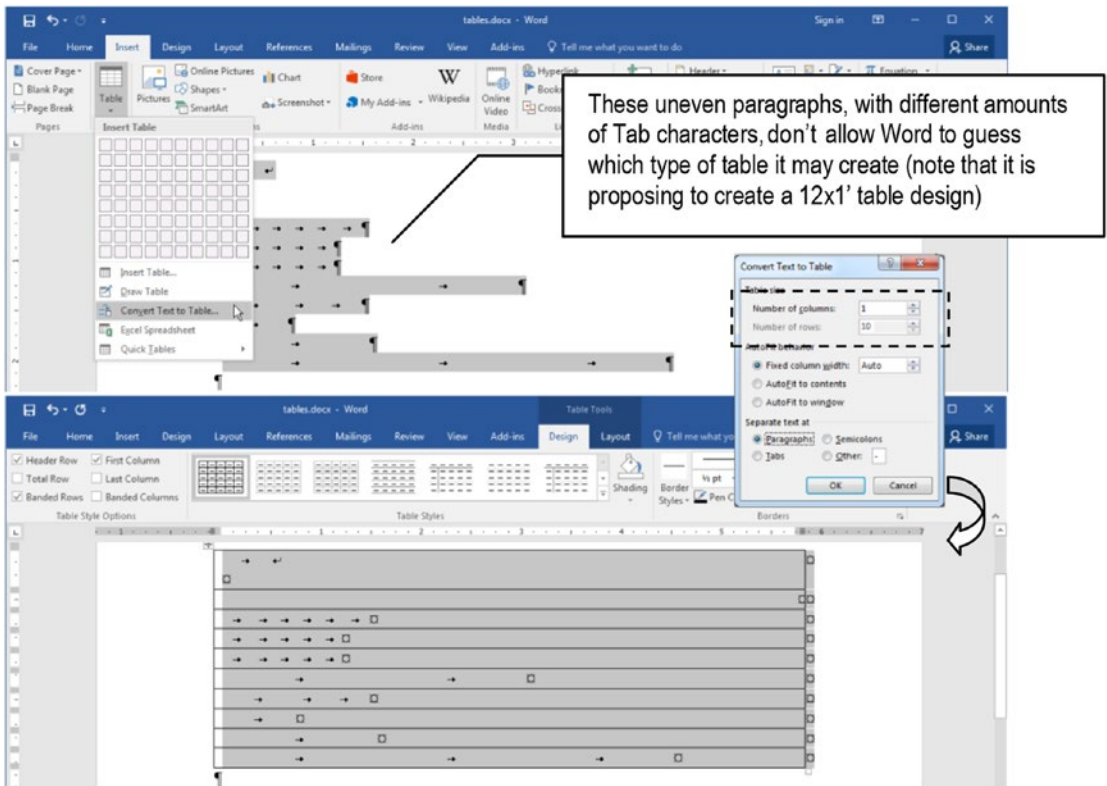 tables.docx - Word
Sign in
File Home Insert Design Layout References Mailings Review View Add-ins Tell me what you want to do
Share
Cover Page
Blank Page
Page Break
Pages
Table
Pictures
Online Pictures
Shapes
SmartArt
Chart
Screenshot
Store
My Add-ins
Add-ins
Wikipedia
Online Video
Media
Hyperlink
Header
Equation
Insert Table
Insert Table...
Draw Table
Convert Text to Table...
Excel Spreadsheet
Quick Tables
These uneven paragraphs, with different amounts
of Tab characters, don’t allow Word to guess
which type of table it may create (note that it is
proposing to create a 12x1’ table design)
Convert Text to Table
Table size
Number of columns: 1
Number of rows: 10
AutoFit behavior
Fixed column width: Auto
AutoFit to contents
AutoFit to window
Separate text at
Paragraphs Semicolons
Tabs Other: -
OK Cancel
tables.docx - Word
Table Tools
File Home Insert Design Layout References Mailings Review View Add-ins Design Layout Tell me what yo
Share
Header Row First Column
Total Row Last Column
Banded Rows Banded Columns
Table Style Options
Table Styles
Shading
Border Styles
½ pt
Pen C
Borders